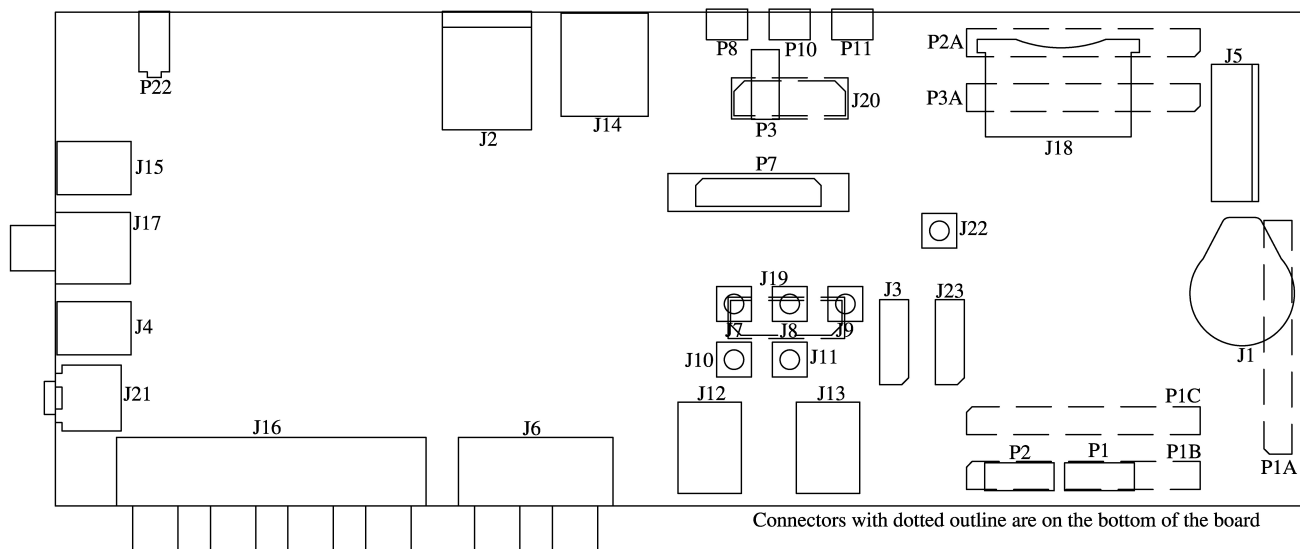 P8
P10
P11
P2A
J5
P22
J2
J14
P3
J20
P3A
J18
J15
P7
J17
J22
J19
J3
J23
J4
J7
J8
J9
J1
J10
J11
J21
J12
J13
P1C
J16
J6
P2
P1
P1B
P1A
Connectors with dotted outline are on the bottom of the board